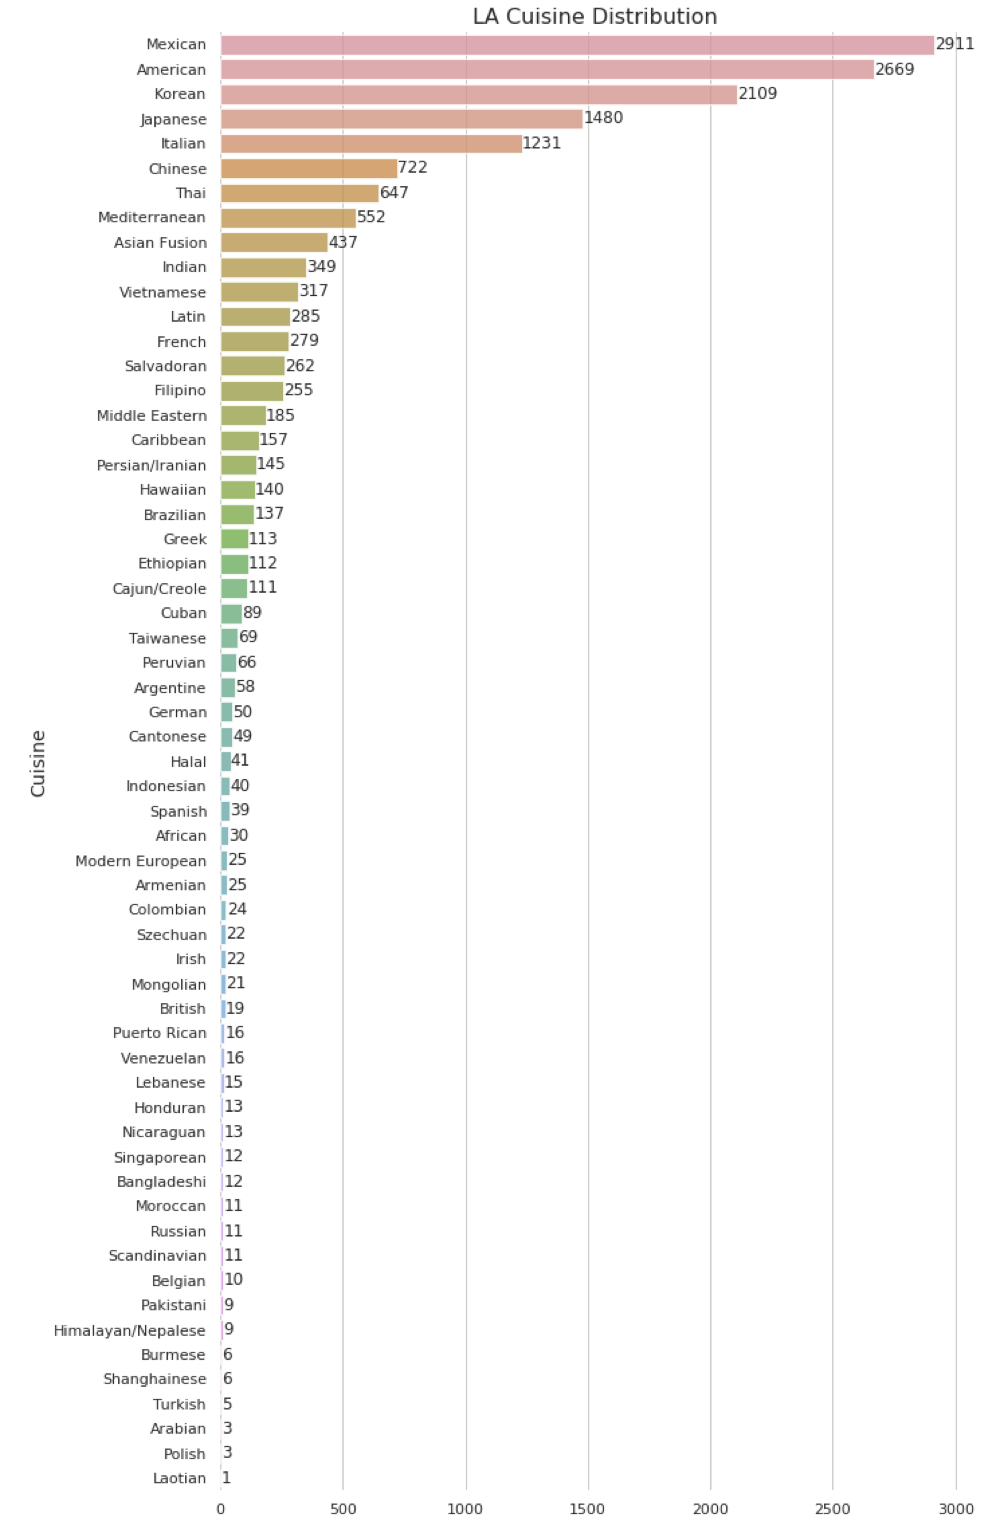 LA Cuisine Distribution
Mexican 2911
American 2669
Korean 2109
Japanese 1480
Italian 1231
Chinese 722
Thai 647
Mediterranean 552
Asian Fusion 437
Indian 349
Vietnamese 317
Latin 285
French 279
Salvadoran 262
Filipino 255
Middle Eastern 185
Caribbean 157
Persian/Iranian 145
Hawaiian 140
Brazilian 137
Greek 113
Ethiopian 112
Cajun/Creole 111
Cuban 89
Taiwanese 69
Peruvian 66
Argentine 58
German 50
Cantonese 49
Halal 41
Indonesian 40
Spanish 39
African 30
Modern European 25
Armenian 25
Colombian 24
Szechuan 22
Irish 22
Mongolian 21
British 19
Puerto Rican 16
Venezuelan 16
Lebanese 15
Honduran 13
Nicaraguan 13
Singaporean 12
Bangladeshi 12
Moroccan 11
Russian 11
Scandinavian 11
Belgian 10
Pakistani 9
Himalayan/Nepalese 9
Burmese 6
Shanghainese 6
Turkish 5
Arabian 3
Polish 3
Laotian 1
0 500 1000 1500 2000 2500 3000
Cuisine